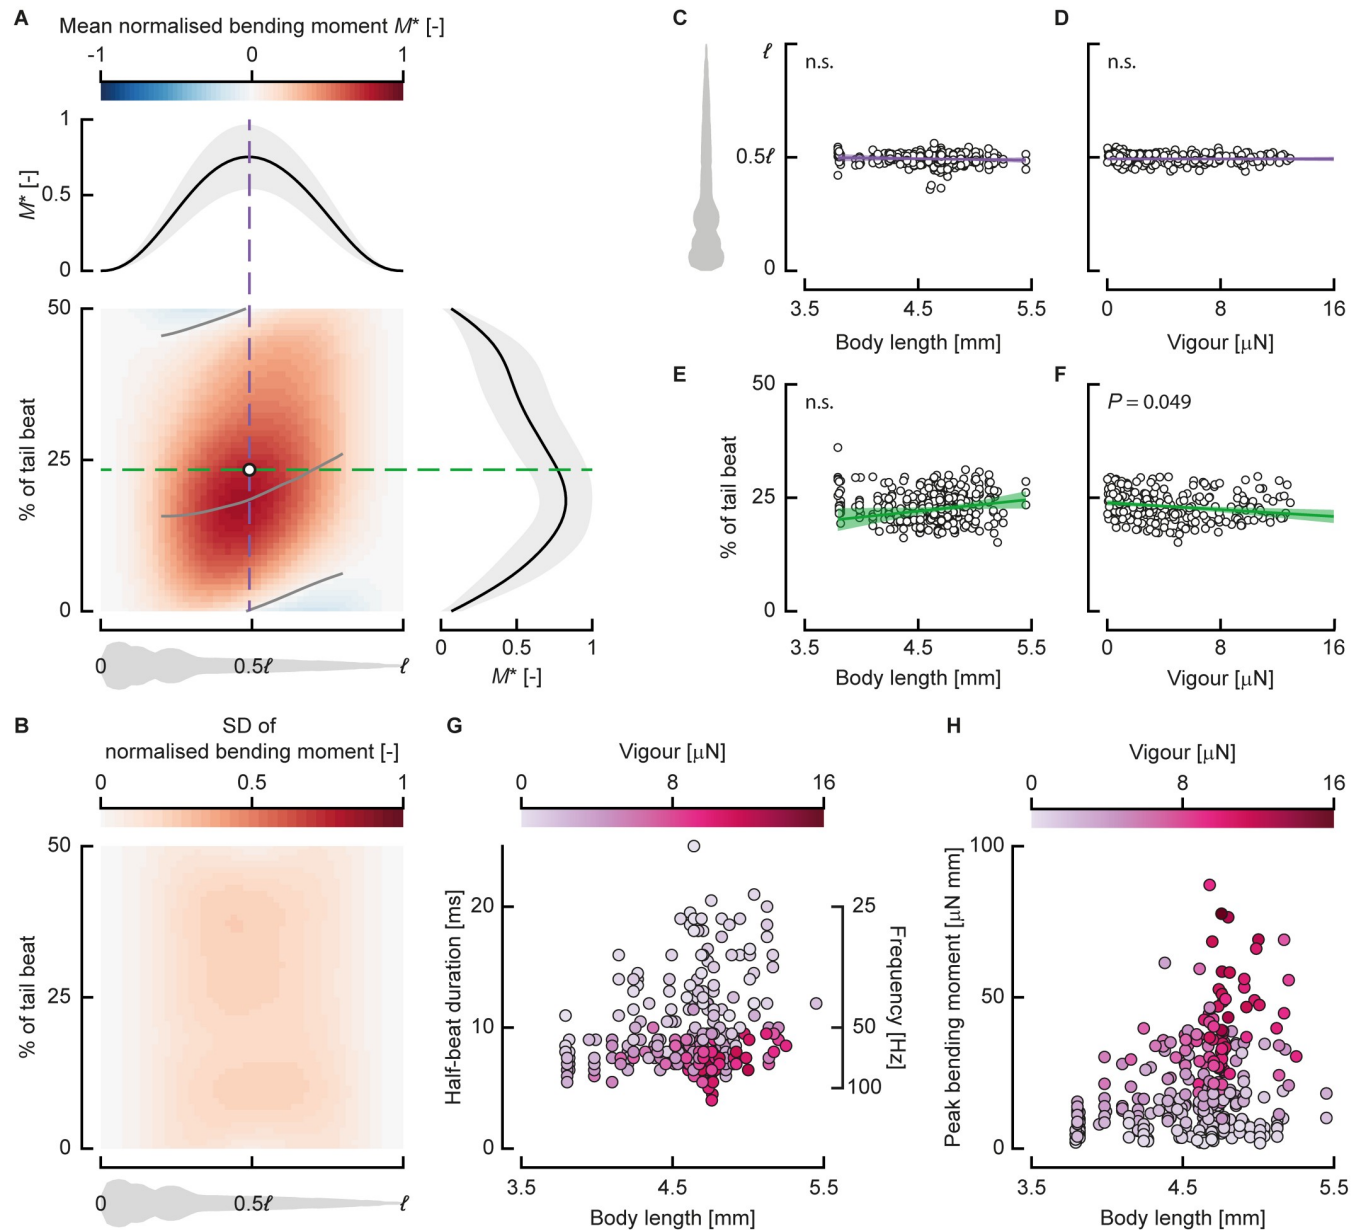 A
Mean normalised bending moment M* [-]
-1 0 1
1
0.5
0
M* [-]
50
25
0
% of tail beat
0 0.5ℓ ℓ
0 0.5 1
M* [-]
B
SD of
normalised bending moment [-]
0 0.5 1
50
25
0
% of tail beat
0 0.5ℓ ℓ
C
n.s.
ℓ
0.5ℓ
0
3.5 4.5 5.5
Body length [mm]
D
n.s.
0 8 16
Vigour [μN]
E
n.s.
50
25
0
% of tail beat
3.5 4.5 5.5
Body length [mm]
F
P = 0.049
0 8 16
Vigour [μN]
G
Vigour [μN]
0 8 16
20
10
0
Half-beat duration [ms]
25
50
100
Frequency [Hz]
3.5 4.5 5.5
Body length [mm]
H
Vigour [μN]
0 8 16
100
50
0
Peak bending moment [μN mm]
3.5 4.5 5.5
Body length [mm]